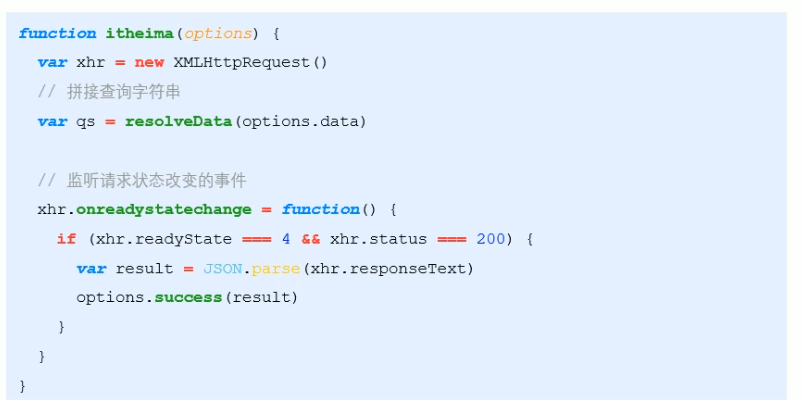 function itheima(options) {
var xhr = new XMLHttpRequest()
// 拼接查询字符串
var qs = resolveData(options.data)
// 监听请求状态改变的事件
xhr.onreadystatechange = function() {
if (xhr.readyState === 4 && xhr.status === 200) {
var result = JSON.parse(xhr.responseText)
options.success(result)
}
}
}